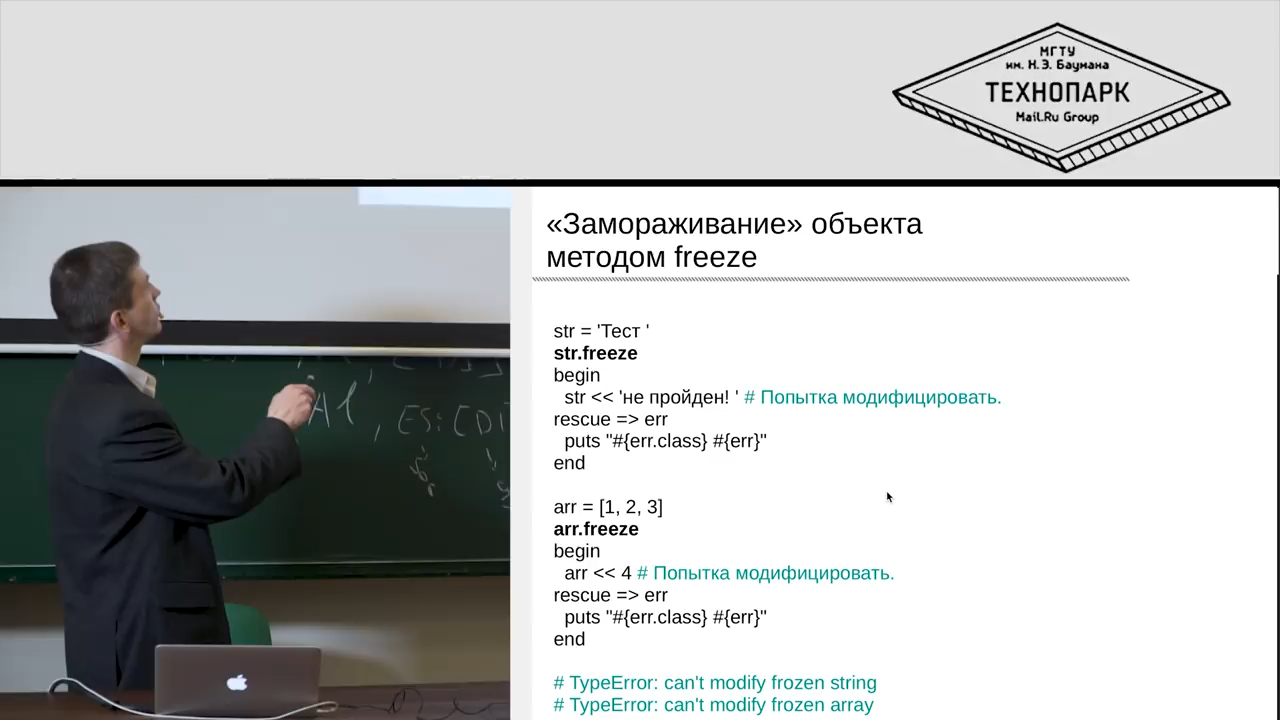 МГТУ
им. Н.Э. Баумана
ТЕХНОПАРК
Mail.Ru Group
«Замораживание» объекта
методом freeze
str = 'Тест '
str.freeze
begin
str << 'не пройден! ' # Попытка модифицировать.
rescue => err
puts "#{err.class} #{err}"
end
arr = [1, 2, 3]
arr.freeze
begin
arr << 4 # Попытка модифицировать.
rescue => err
puts "#{err.class} #{err}"
end
# TypeError: can't modify frozen string
# TypeError: can't modify frozen array